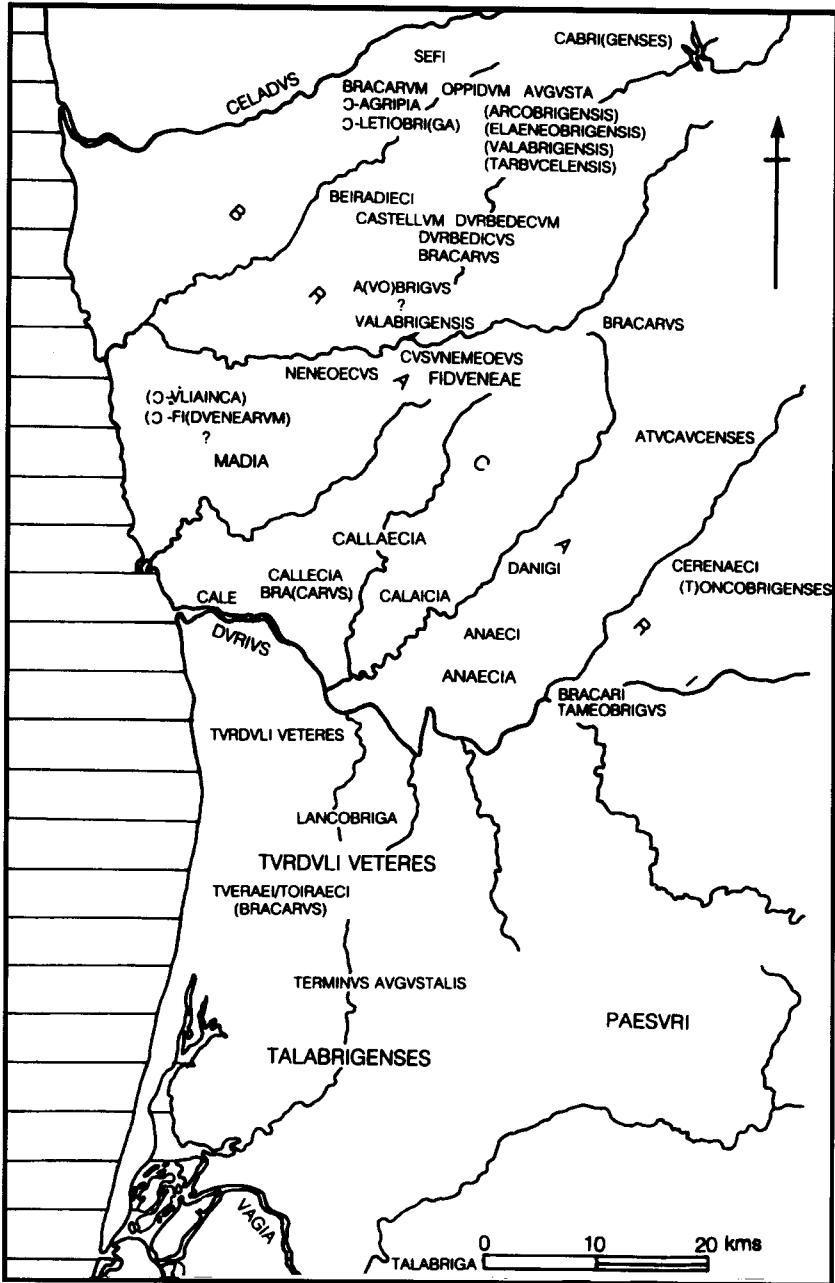 CABRI(GENSES)
SEFI
CELADVS
BRACARVM OPPIDVM AVGVSTA
Ɔ-AGRIPIA
Ɔ-LETIOBRI(GA)
(ARCOBRIGENSIS)
(ELAENEOBRIGENSIS)
(VALABRIGENSIS)
(TARBVCELENSIS)
BEIRADIECI
B
CASTELLVM DVRBEDECVM
DVRBEDICVS
BRACARVS
A(VO)BRIGVS
?
VALABRIGENSIS
R
BRACARVS
CVSVNEMEOEVS
NENEOECVS
A
FIDVENEAE
(Ɔ-VLIAINCA)
(Ɔ-FI(DVENEARVM)
?
MADIA
ATVCAVCENSES
C
CALLAECIA
A
DANIGI
CALLECIA
BRA(CARVS)
CALAICIA
CERENAECI
(T)ONCOBRIGENSES
CALE
DVRIVS
ANAECI
R
ANAECIA
I
BRACARI
TAMEOBRIGVS
TVRDVLI VETERES
LANCOBRIGA
TVRDVLI VETERES
TVERAEI/TOIRAECI
(BRACARVS)
TERMINVS AVGVSTALIS
PAESVRI
TALABRIGENSES
VAGIA
TALABRIGA
0 10 20 kms